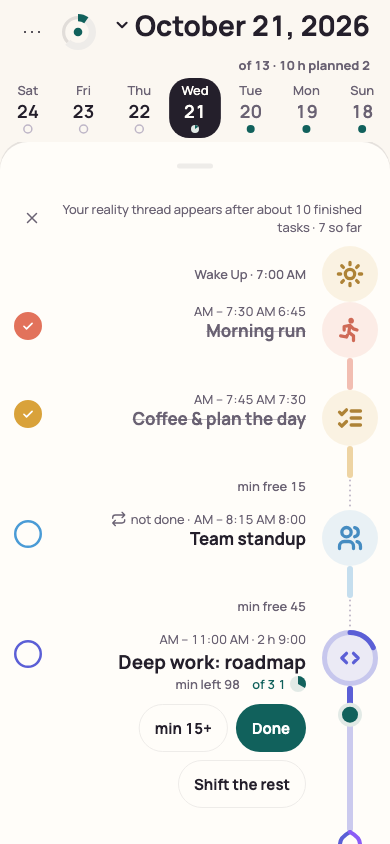 October 21, 2026
of 13 · 10 h planned 2
Sat Fri Thu Wed Tue Mon Sun
24 23 22 21 20 19 18
Your reality thread appears after about 10 finished
tasks · 7 so far
Wake Up · 7:00 AM
AM – 7:30 AM 6:45
Morning run
AM – 7:45 AM 7:30
Coffee & plan the day
min free 15
not done · AM – 8:15 AM 8:00
Team standup
min free 45
AM – 11:00 AM · 2 h 9:00
Deep work: roadmap
min left 98 of 3 1
min 15+ Done
Shift the rest